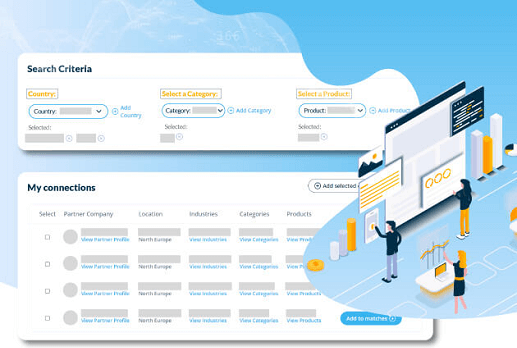 Search Criteria
Country: Select a Category: Select a Product:
Country: Add Country Category: Add Category Product: Add Product
Selected: Selected: Selected:
My connections
Add selected
Select Partner Company Location Industries Categories Products
View Partner Profile North Europe View Industries View Categories View Products
View Partner Profile North Europe View Industries View Categories View Products
View Partner Profile North Europe View Industries View Categories View Products
View Partner Profile North Europe View Industries View Categories View Products
Add to matches